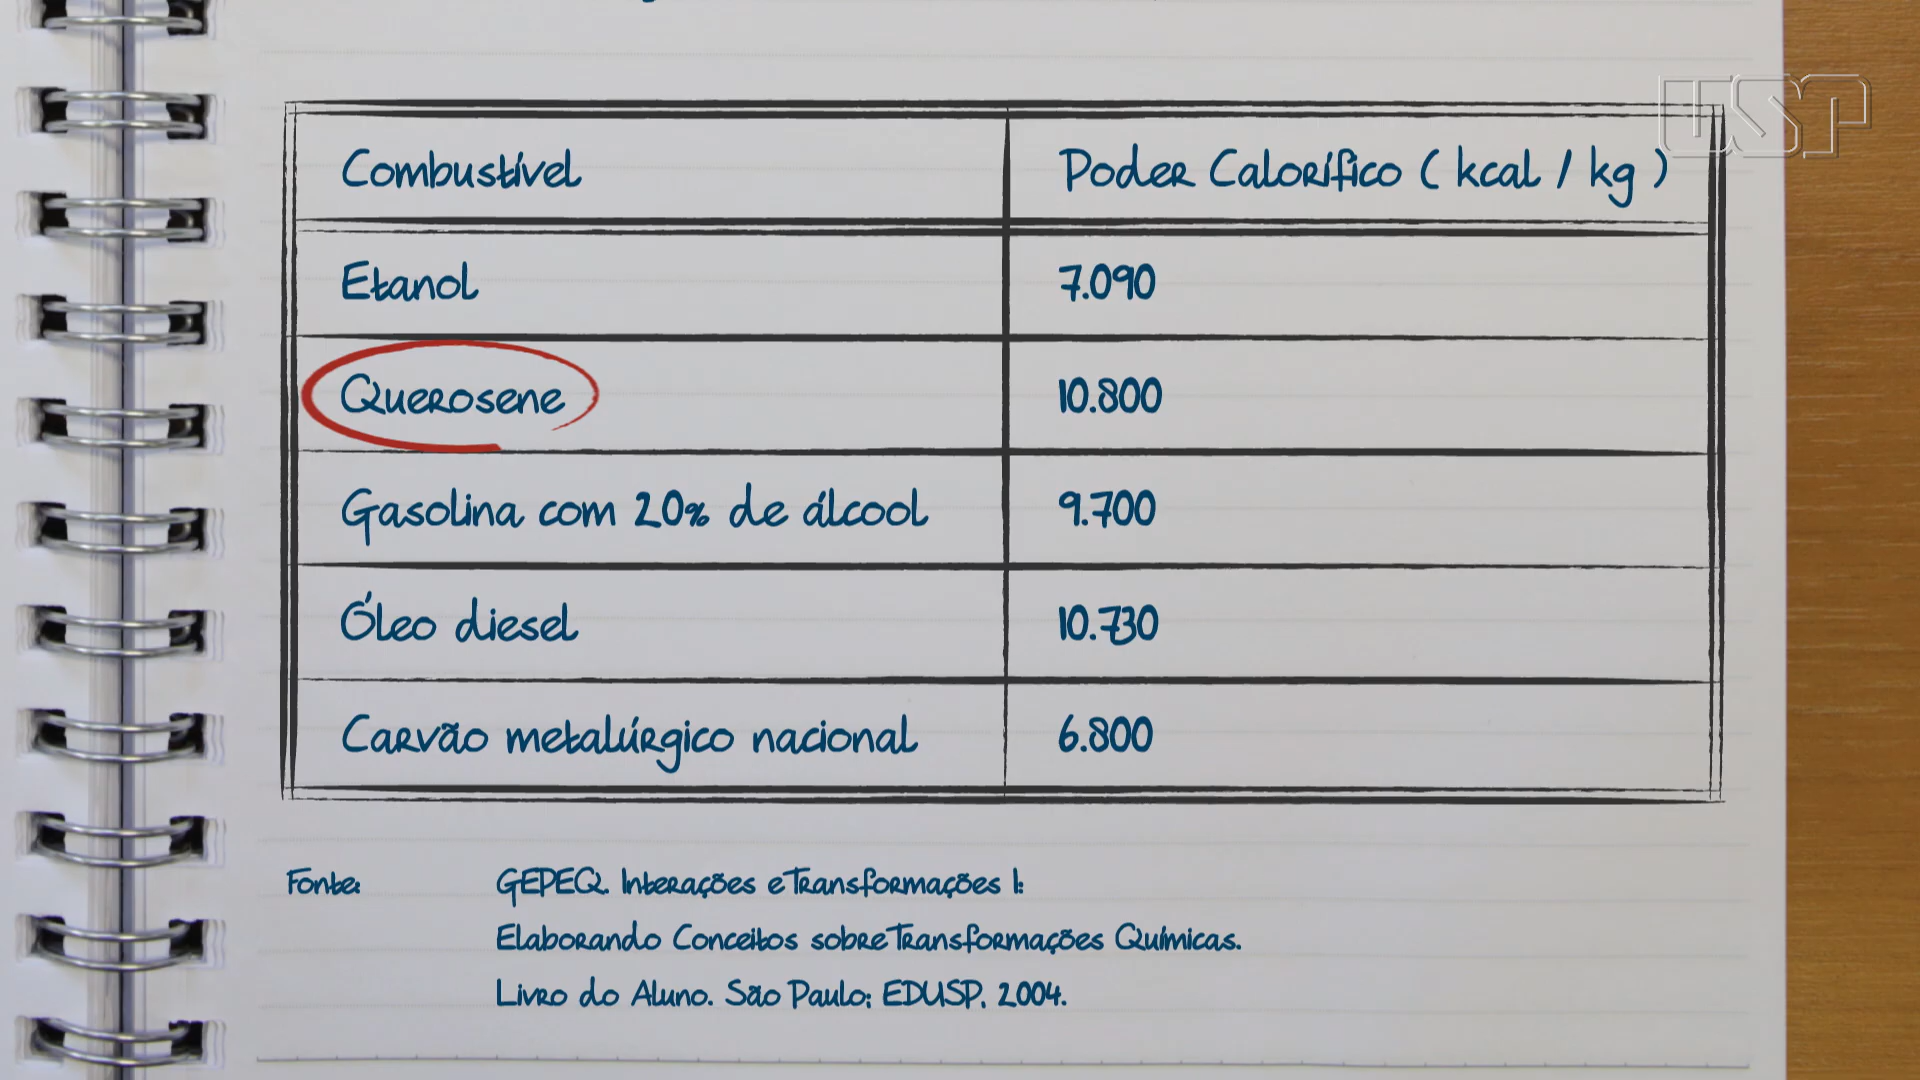 USP
Combustível Poder Calorífico ( kcal / kg )
Etanol 7.090
Querosene 10.800
Gasolina com 20% de álcool 9.700
Óleo diesel 10.730
Carvão metalúrgico nacional 6.800
Fonte: GEPEQ. Interações e Transformações I:
Elaborando Conceitos sobre Transformações Químicas.
Livro do Aluno. São Paulo: EDUSP, 2004.